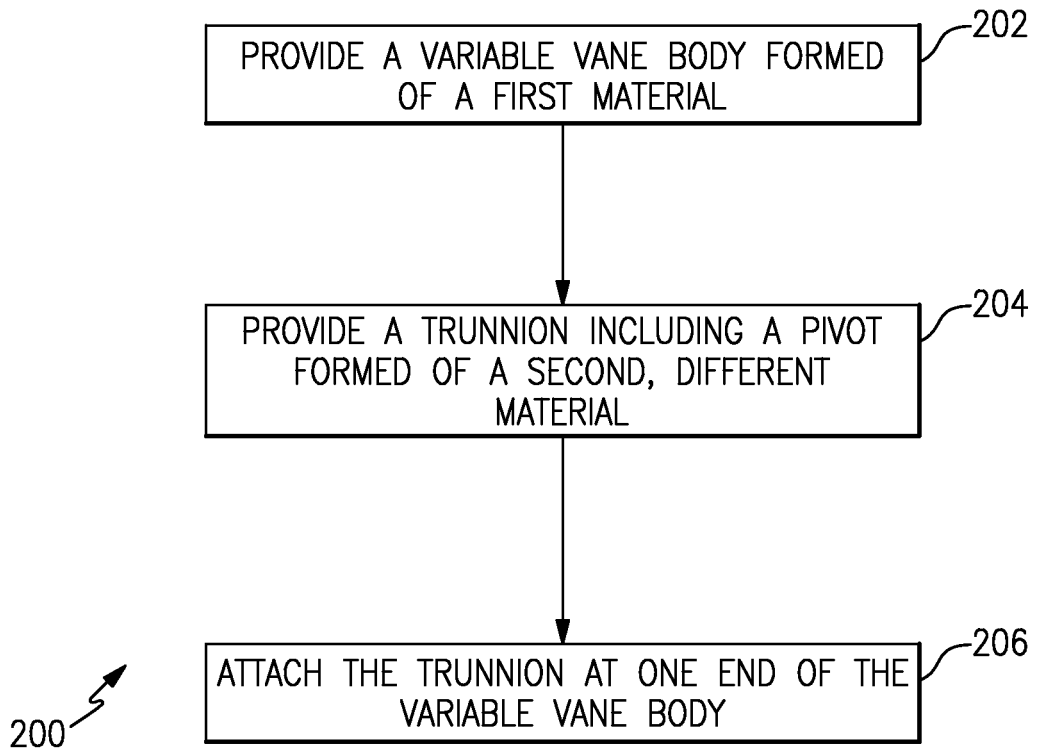 202
PROVIDE A VARIABLE VANE BODY FORMED
OF A FIRST MATERIAL
204
PROVIDE A TRUNNION INCLUDING A PIVOT
FORMED OF A SECOND, DIFFERENT
MATERIAL
206
ATTACH THE TRUNNION AT ONE END OF THE
VARIABLE VANE BODY
200